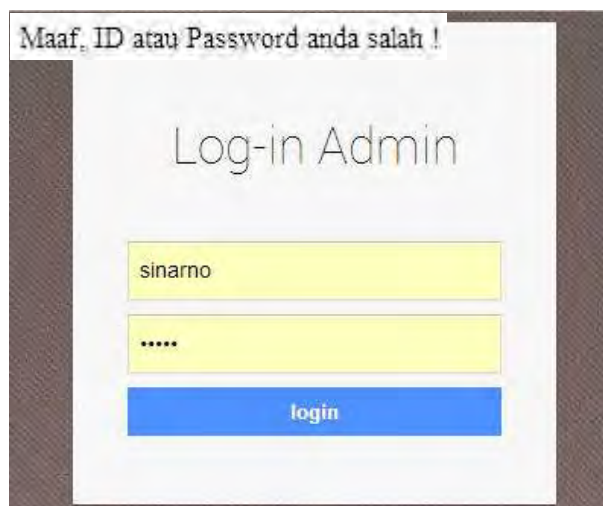 Maaf, ID atau Password anda salah !
Log-in Admin
sinarno
•••••
login